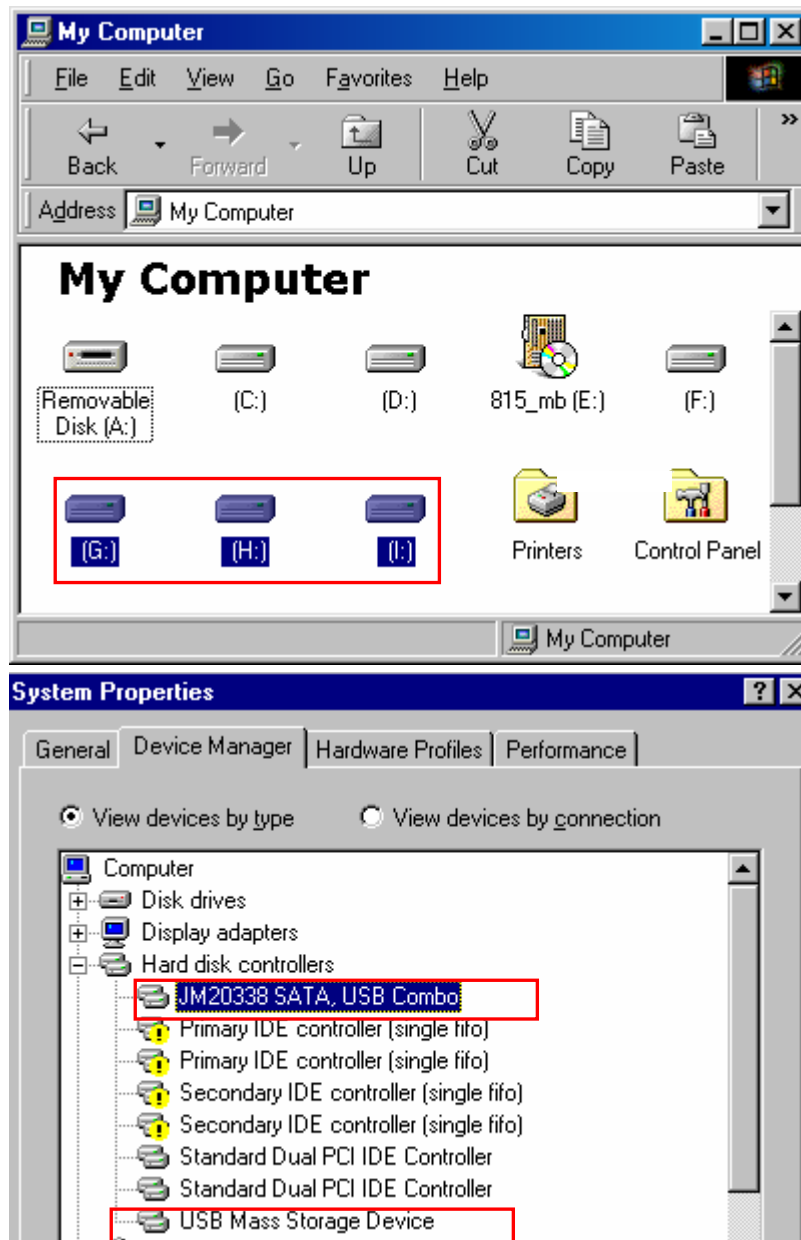 My Computer
File Edit View Go Favorites Help
Back Forward Up Cut Copy Paste »
Address My Computer
My Computer
Removable Disk (A:)
(C:)
(D:)
815_mb (E:)
(F:)
(G:)
(H:)
(I:)
Printers
Control Panel
My Computer
System Properties
General Device Manager Hardware Profiles Performance
View devices by type View devices by connection
Computer
Disk drives
Display adapters
Hard disk controllers
JM20338 SATA, USB Combo
Primary IDE controller (single fifo)
Primary IDE controller (single fifo)
Secondary IDE controller (single fifo)
Secondary IDE controller (single fifo)
Standard Dual PCI IDE Controller
Standard Dual PCI IDE Controller
USB Mass Storage Device